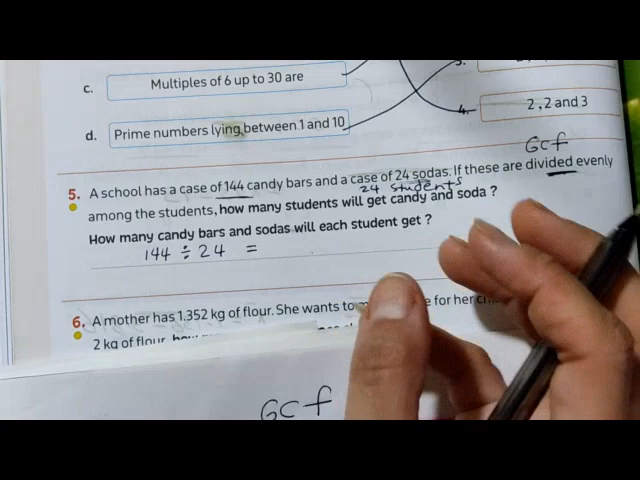 c. Multiples of 6 up to 30 are
3.
d. Prime numbers lying between 1 and 10
4. 2, 2 and 3
GCf
5. A school has a case of 144 candy bars and a case of 24 sodas. If these are divided evenly
24 students
among the students, how many students will get candy and soda ?
How many candy bars and sodas will each student get ?
144 ÷ 24 =
6. A mother has 1.352 kg of flour. She wants to for her
2 kg of flour,
GCf